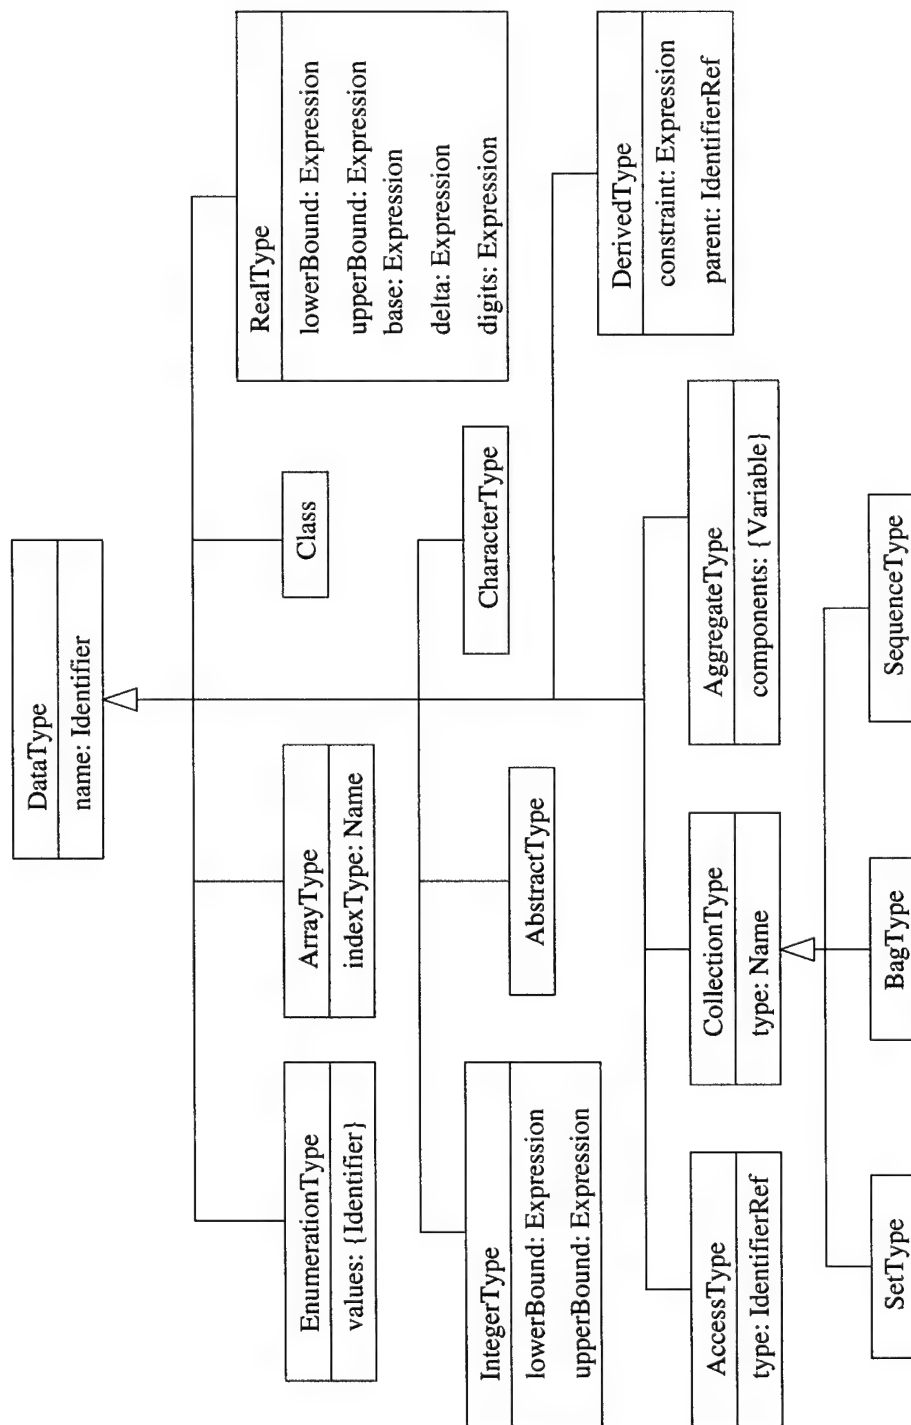 DataType
name: Identifier
EnumerationType
values: {Identifier}
ArrayType
indexType: Name
Class
RealType
lowerBound: Expression
upperBound: Expression
base: Expression
delta: Expression
digits: Expression
IntegerType
lowerBound: Expression
upperBound: Expression
AbstractType
CharacterType
DerivedType
constraint: Expression
parent: IdentifierRef
AccessType
type: IdentifierRef
CollectionType
type: Name
AggregateType
components: {Variable}
SetType
BagType
SequenceType